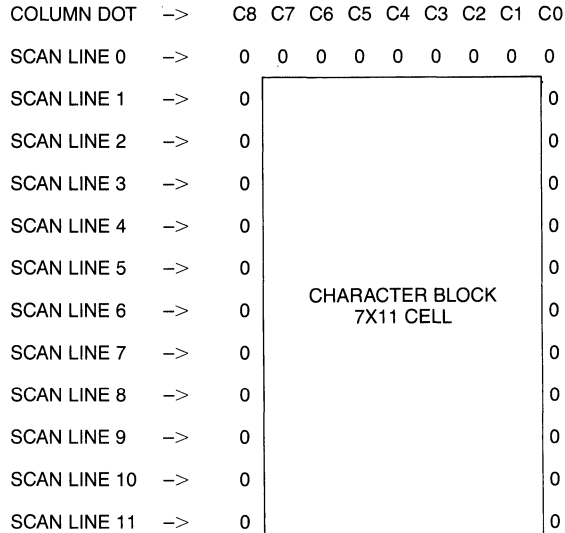 COLUMN DOT –> C8 C7 C6 C5 C4 C3 C2 C1 C0
SCAN LINE 0 –> 0 0 0 0 0 0 0 0 0
SCAN LINE 1 –> 0 0
SCAN LINE 2 –> 0 0
SCAN LINE 3 –> 0 0
SCAN LINE 4 –> 0 0
SCAN LINE 5 –> 0 0
CHARACTER BLOCK
SCAN LINE 6 –> 0 0
7X11 CELL
SCAN LINE 7 –> 0 0
SCAN LINE 8 –> 0 0
SCAN LINE 9 –> 0 0
SCAN LINE 10 –> 0 0
SCAN LINE 11 –> 0 0